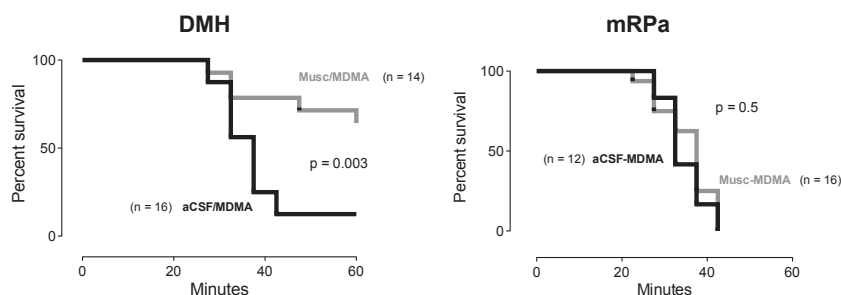 DMH
Percent survival
100
50
0
Musc/MDMA (n = 14)
p = 0.003
(n = 16) aCSF/MDMA
0 20 40 60
Minutes
mRPa
Percent survival
100
50
0
p = 0.5
(n = 12) aCSF-MDMA
Musc-MDMA (n = 16)
0 20 40 60
Minutes